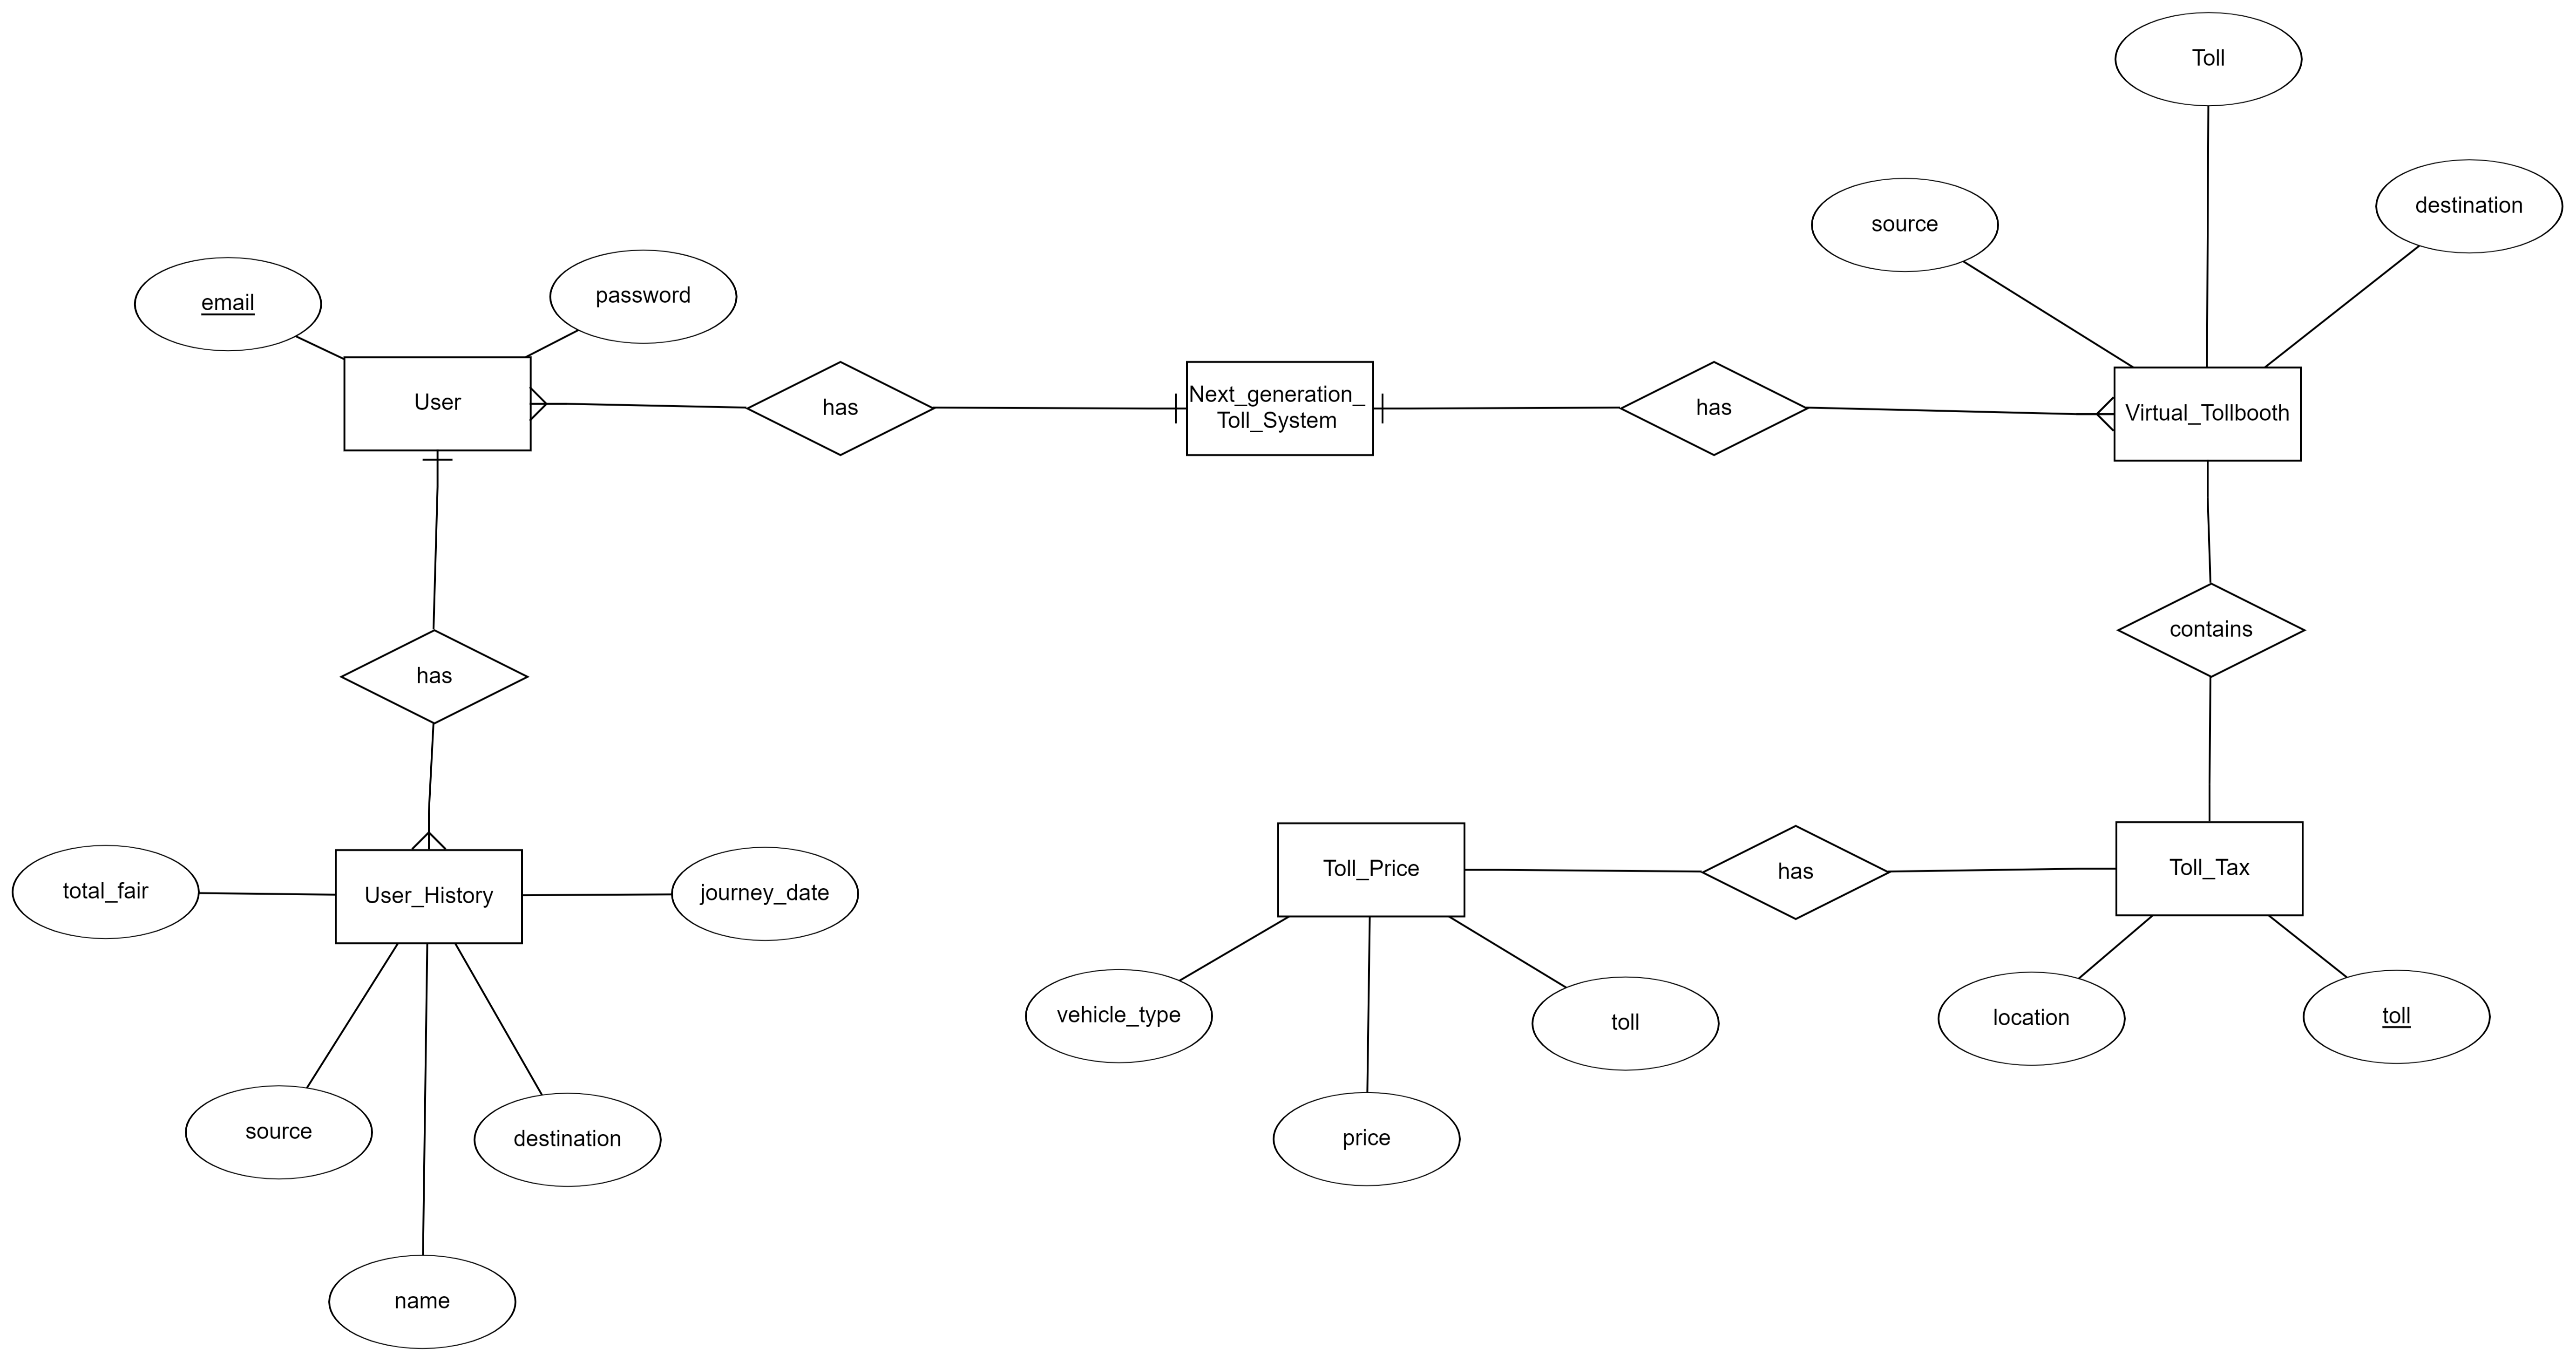 Toll
source
destination
email
password
User
has
Next_generation_
Toll_System
has
Virtual_Tollbooth
has
contains
total_fair
User_History
journey_date
Toll_Price
has
Toll_Tax
vehicle_type
toll
location
toll
source
destination
price
name